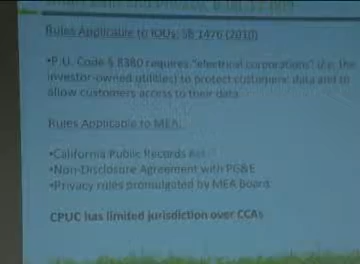 Rules Applicable to IOUs: SB 1476 (2010)
•P.U. Code § 8380 requires "electrical corporations" (i.e. the
investor-owned utilities) to protect customers' data and to
allow customers access to their data
Rules Applicable to MEA:
•California Public Records Act
•Non-Disclosure Agreement with PG&E
•Privacy rules promulgated by MEA Board
CPUC has limited jurisdiction over CCAs